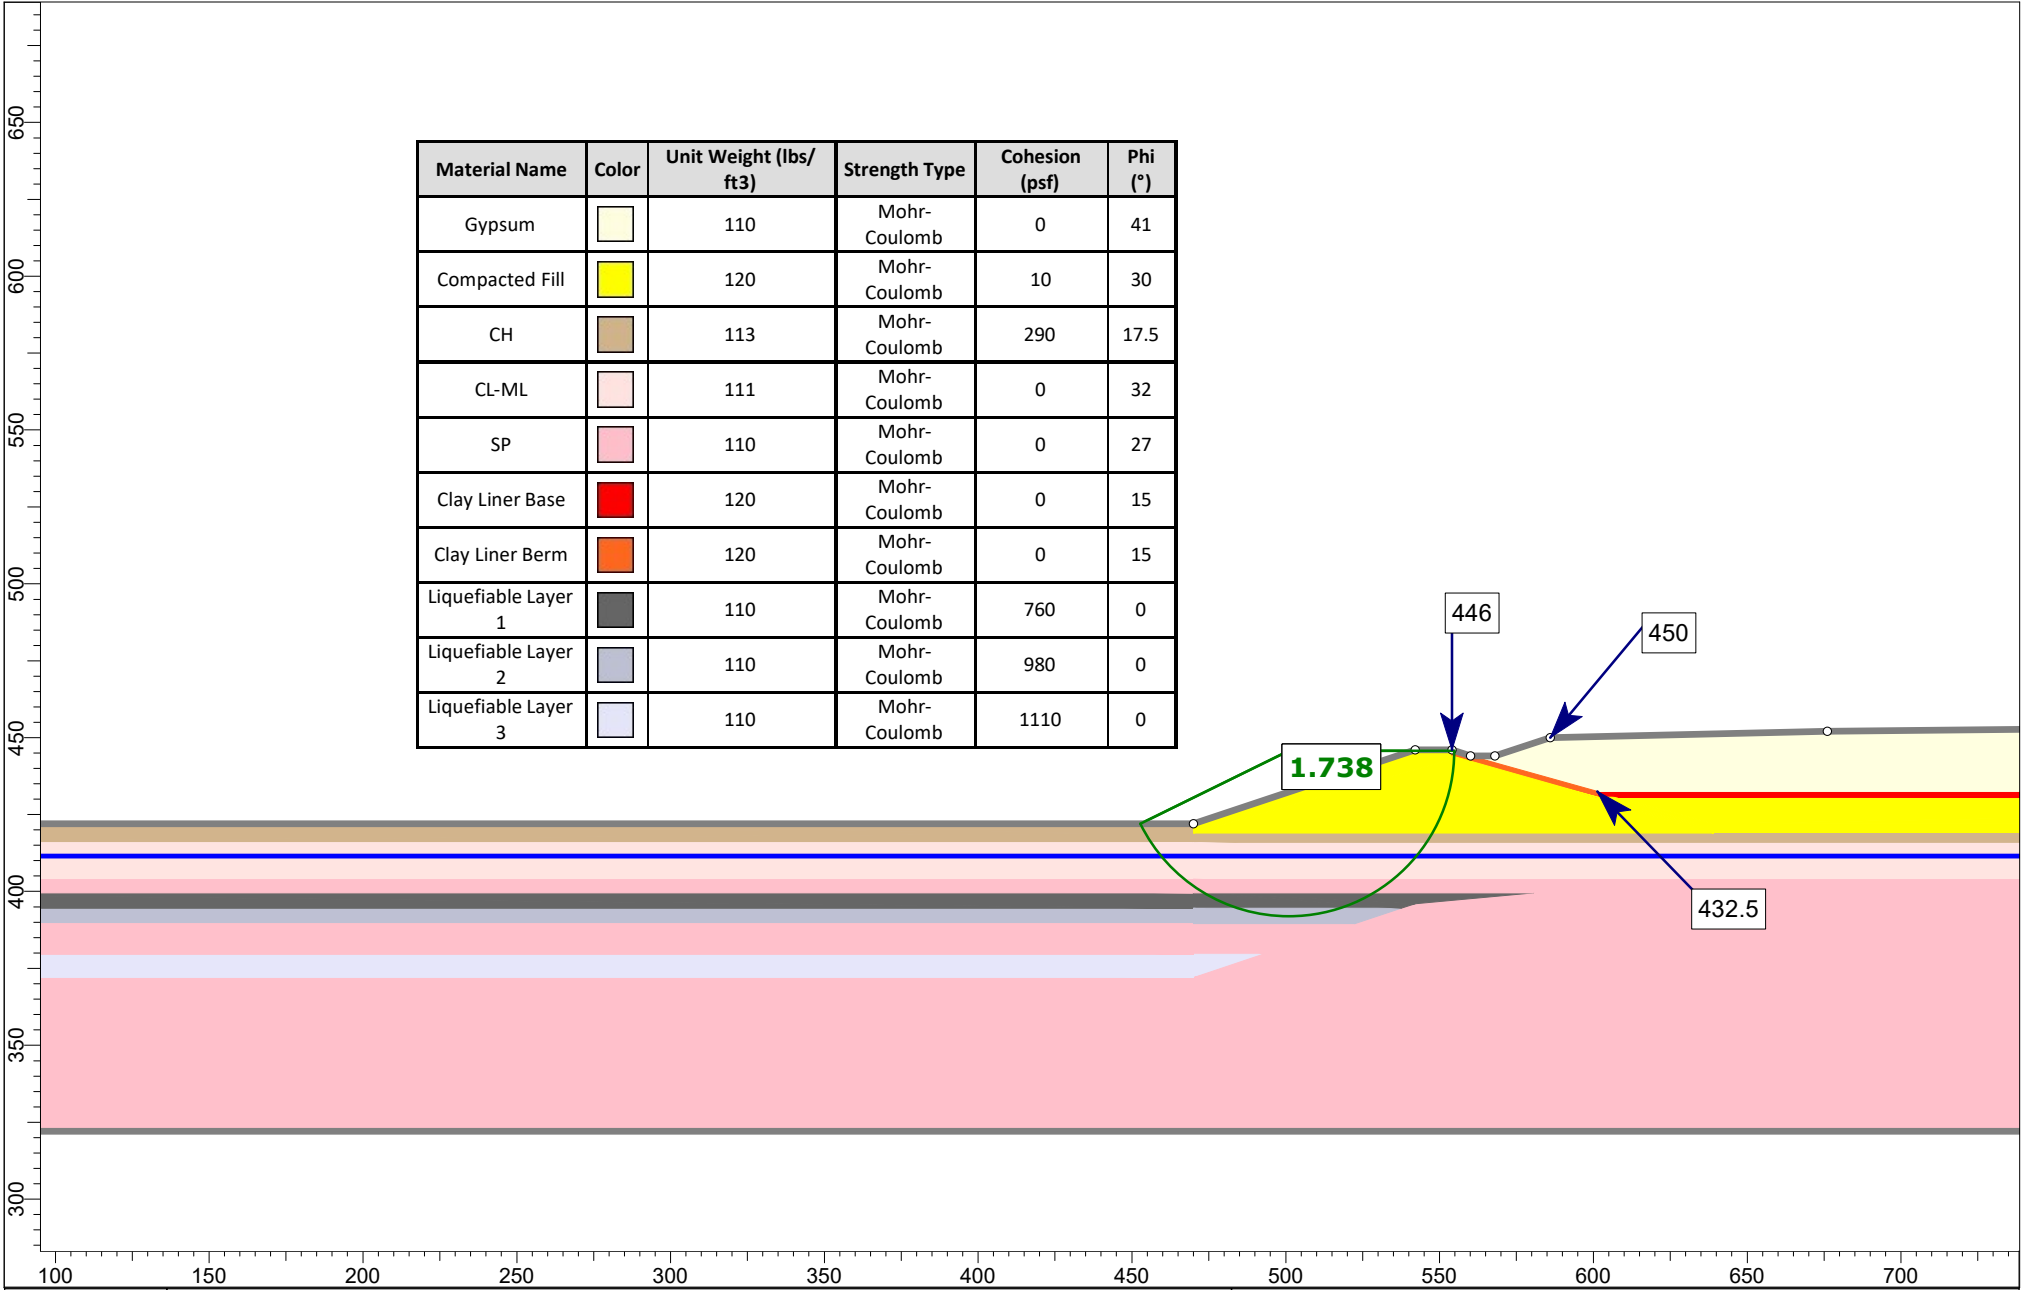 650
600
550
500
450
400
350
300
Material Name Color Unit Weight (lbs/ Strength Type Cohesion Phi
ft3) (psf) (°)
Gypsum 110 Mohr- 0 41
Coulomb
Compacted Fill 120 Mohr- 10 30
Coulomb
CH 113 Mohr- 290 17.5
Coulomb
CL-ML 111 Mohr- 0 32
Coulomb
SP 110 Mohr- 0 27
Coulomb
Clay Liner Base 120 Mohr- 0 15
Coulomb
Clay Liner Berm 120 Mohr- 0 15
Coulomb
Liquefiable Layer 110 Mohr- 760 0
1 Coulomb
Liquefiable Layer 110 Mohr- 980 0
2 Coulomb
Liquefiable Layer 110 Mohr- 1110 0
3 Coulomb
446
450
1.738
432.5
100 150 200 250 300 350 400 450 500 550 600 650 700